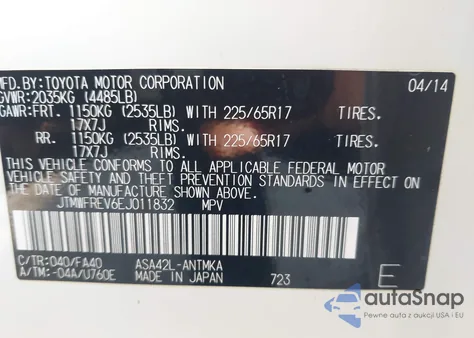 MFD.BY:TOYOTA MOTOR CORPORATION 04/14
GVWR:2035KG (4485LB)
GAWR:FRT. 1150KG (2535LB) WITH 225/65R17 TIRES.
17X7J RIMS.
RR. 1150KG (2535LB) WITH 225/65R17 TIRES.
17X7J RIMS.
THIS VEHICLE CONFORMS TO ALL APPLICABLE FEDERAL MOTOR
VEHICLE SAFETY STANDARDS IN EFFECT ON THE
DATE OF MANUFACTURE SHOWN ABOVE.
JTMWFREV6EJ011832 MPV
C/TR:040/FA40 ASA42L-ANTMKA
A/TM:-04A/U760E MADE IN JAPAN 723 E
autaSnap
Pewne auta z aukcji USA i EU